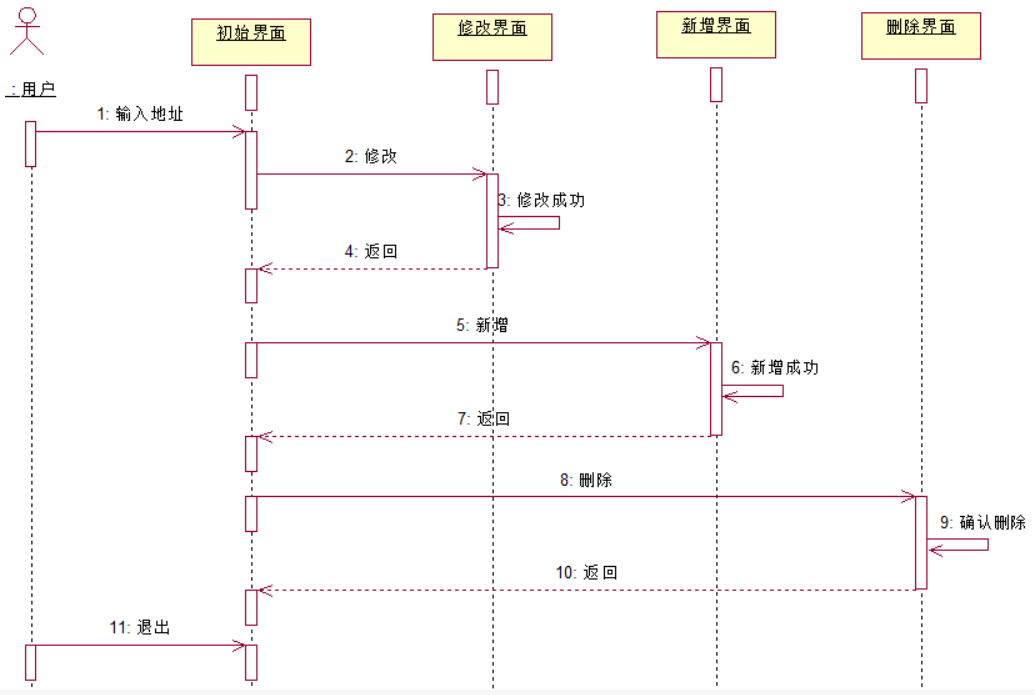 初始界面
修改界面
新增界面
删除界面
: 用户
1: 输入地址
2: 修改
3: 修改成功
4: 返回
5: 新增
6: 新增成功
7: 返回
8: 删除
9: 确认删除
10: 返回
11: 退出